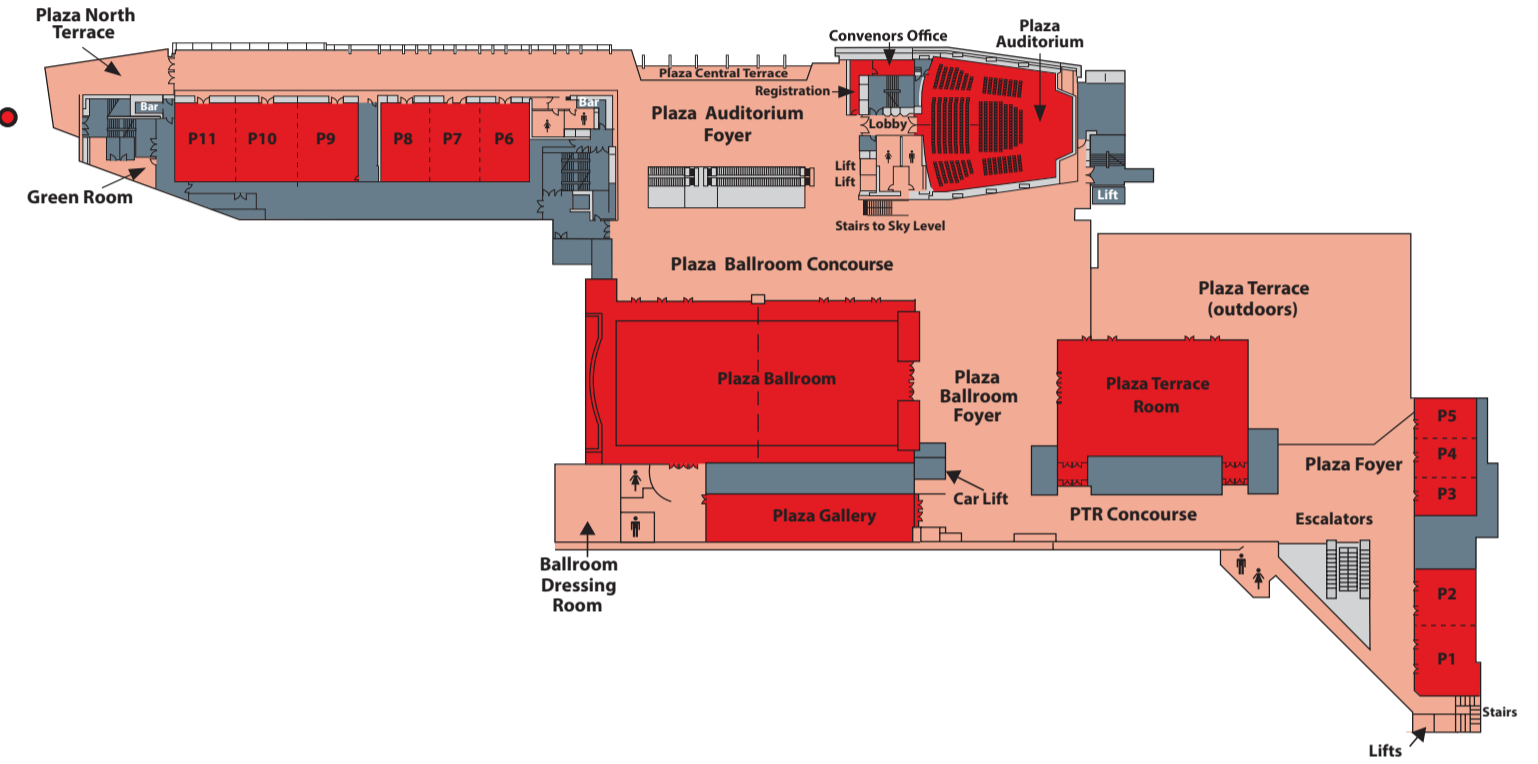 Plaza North
Terrace
Convenors Office
Plaza
Auditorium
Plaza Central Terrace
Registration
Bar
Bar
Plaza Auditorium
Foyer
Lobby
P11
P10
P9
P8
P7
P6
Lift
Lift
Lift
Green Room
Stairs to Sky Level
Plaza Ballroom Concourse
Plaza Terrace
(outdoors)
Plaza Ballroom
Plaza
Ballroom
Foyer
Plaza Terrace
Room
P5
P4
P3
Plaza Foyer
Car Lift
Plaza Gallery
PTR Concourse
Escalators
Ballroom
Dressing
Room
P2
P1
Stairs
Lifts